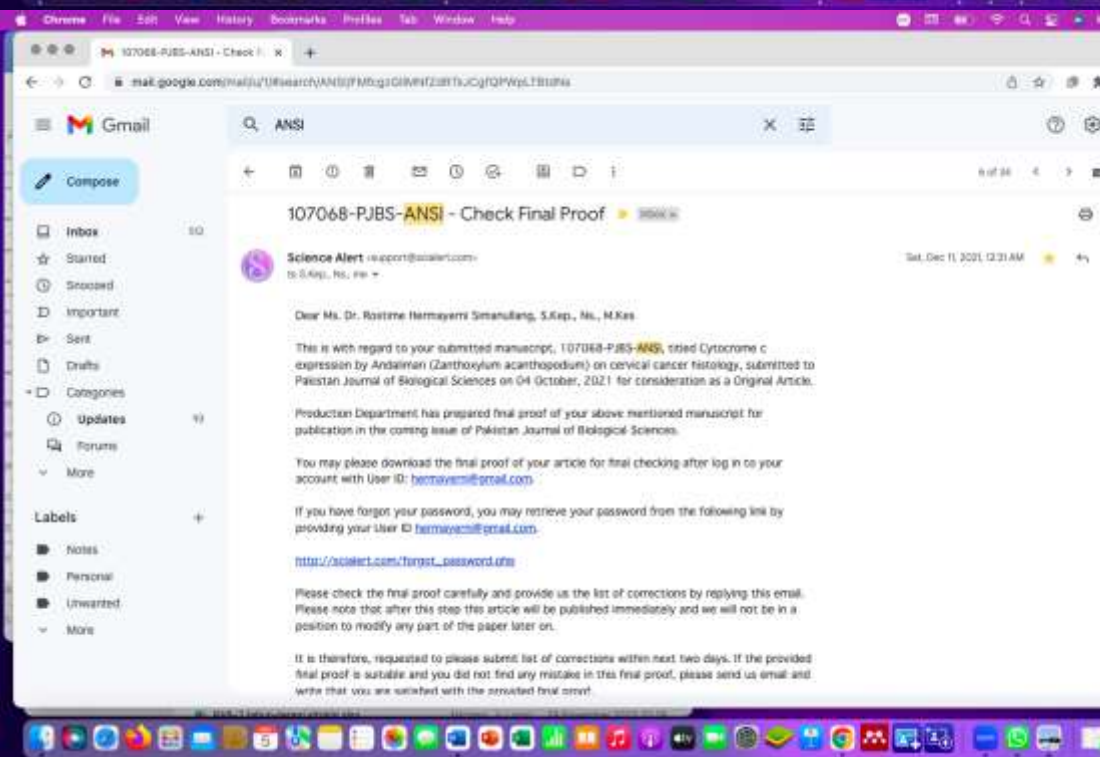 Chrome File Edit View History Bookmarks Profiles Tab Window Help
107068-PJBS-ANSI - Check F
Gmail
ANSI
Compose
Inbox
Starred
Snoozed
Important
Sent
Drafts
Categories
Updates
Forums
More
Labels
Notes
Personal
Unwanted
More
107068-PJBS-ANSI - Check Final Proof
Inbox x
Science Alert <support@scialert.com>
to S.Kep., Ns., me
Sat, Dec 11, 2021, 12:31 AM
Dear Ms. Dr. Rostime Hermayerni Simanullang, S.Kep., Ns., M.Kes
This is with regard to your submitted manuscript, 107068-PJBS-ANSI, titled Cytocrome c
expression by Andaliman (Zanthoxylum acanthopodium) on cervical cancer histology, submitted to
Pakistan Journal of Biological Sciences on 04 October, 2021 for consideration as a Original Article.
Production Department has prepared final proof of your above mentioned manuscript for
publication in the coming issue of Pakistan Journal of Biological Sciences.
You may please download the final proof of your article for final checking after log in to your
account with User ID: hermayerni@gmail.com.
If you have forgot your password, you may retrieve your password from the following link by
providing your User ID hermayerni@gmail.com.
http://scialert.com/forgot_password.php
Please check the final proof carefully and provide us the list of corrections by replying this email.
Please note that after this step this article will be published immediately and we will not be in a
position to modify any part of the paper later on.
It is therefore, requested to please submit list of corrections within next two days. If the provided
final proof is suitable and you did not find any mistake in this final proof, please send us email and
write that you are satisfied with the provided final proof.